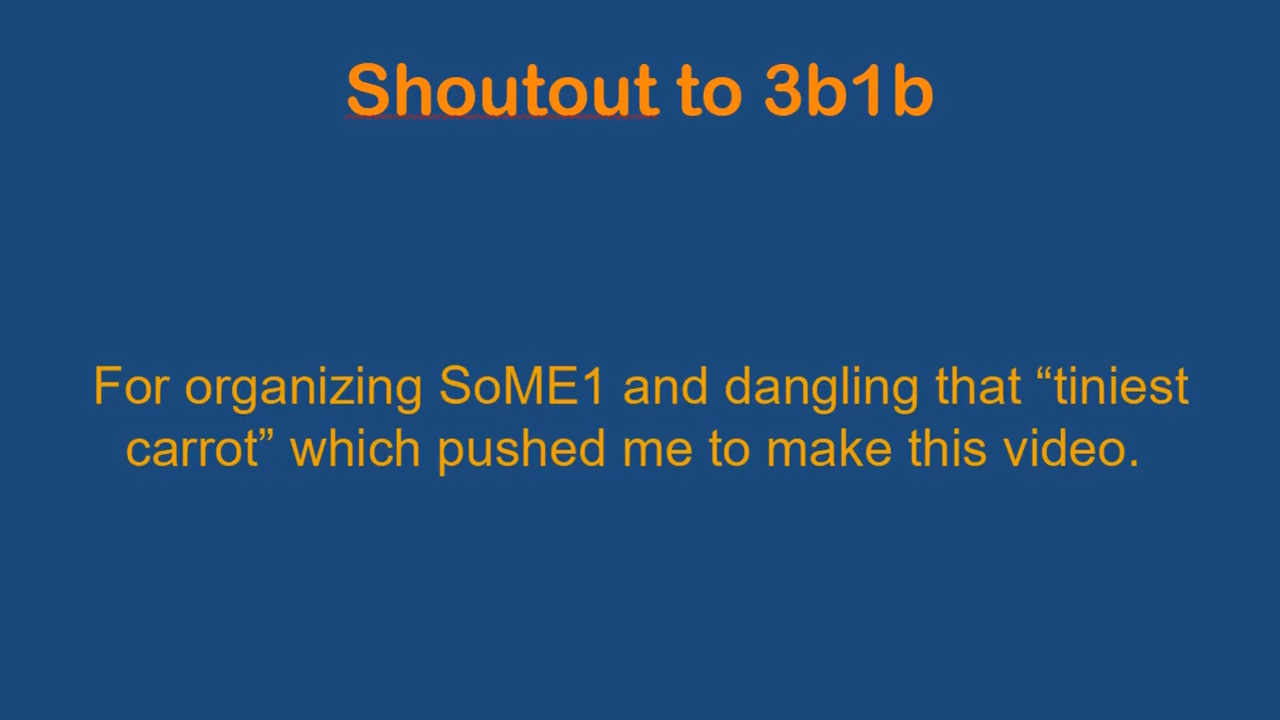 Shoutout to 3b1b
For organizing SoME1 and dangling that “tiniest
carrot” which pushed me to make this video.